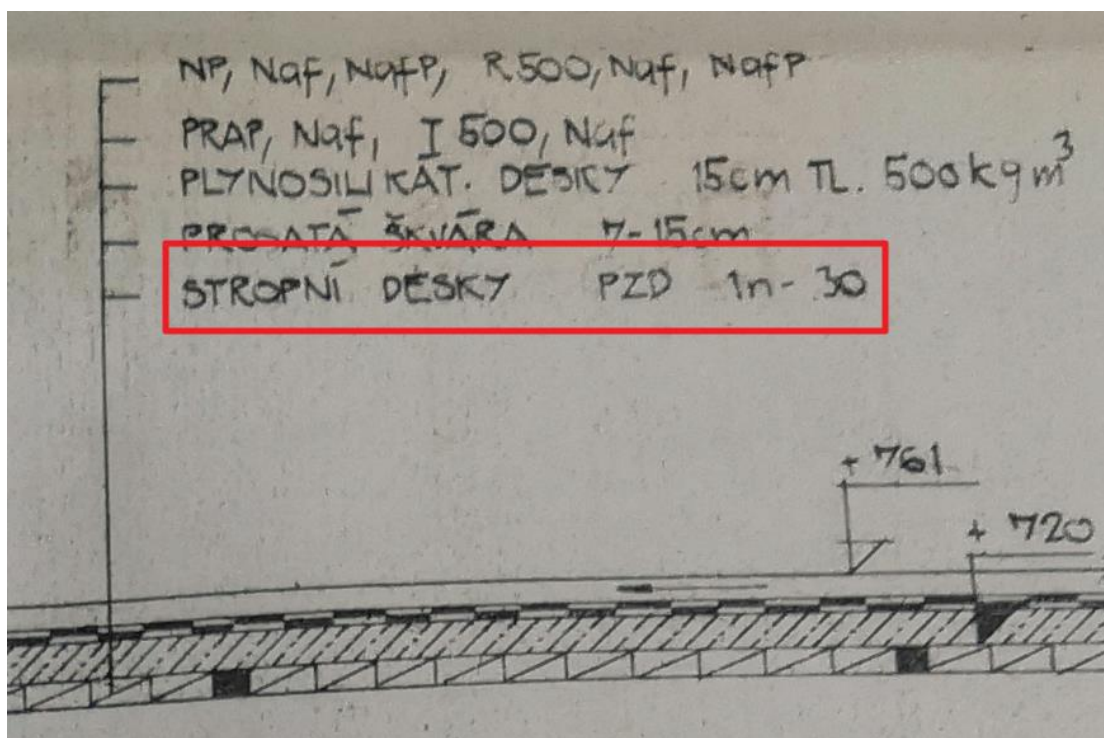 NP, Naf, NafP, R500, Naf, NafP
PRAP, Naf, I 500, Naf
PLYNOSILIKÁT. DESKY 15cm TL. 500kg m³
PROSATÁ ŠKVÁRA 7-15cm
STROPNÍ DESKY PZD 1n-30
+ 761
+ 720